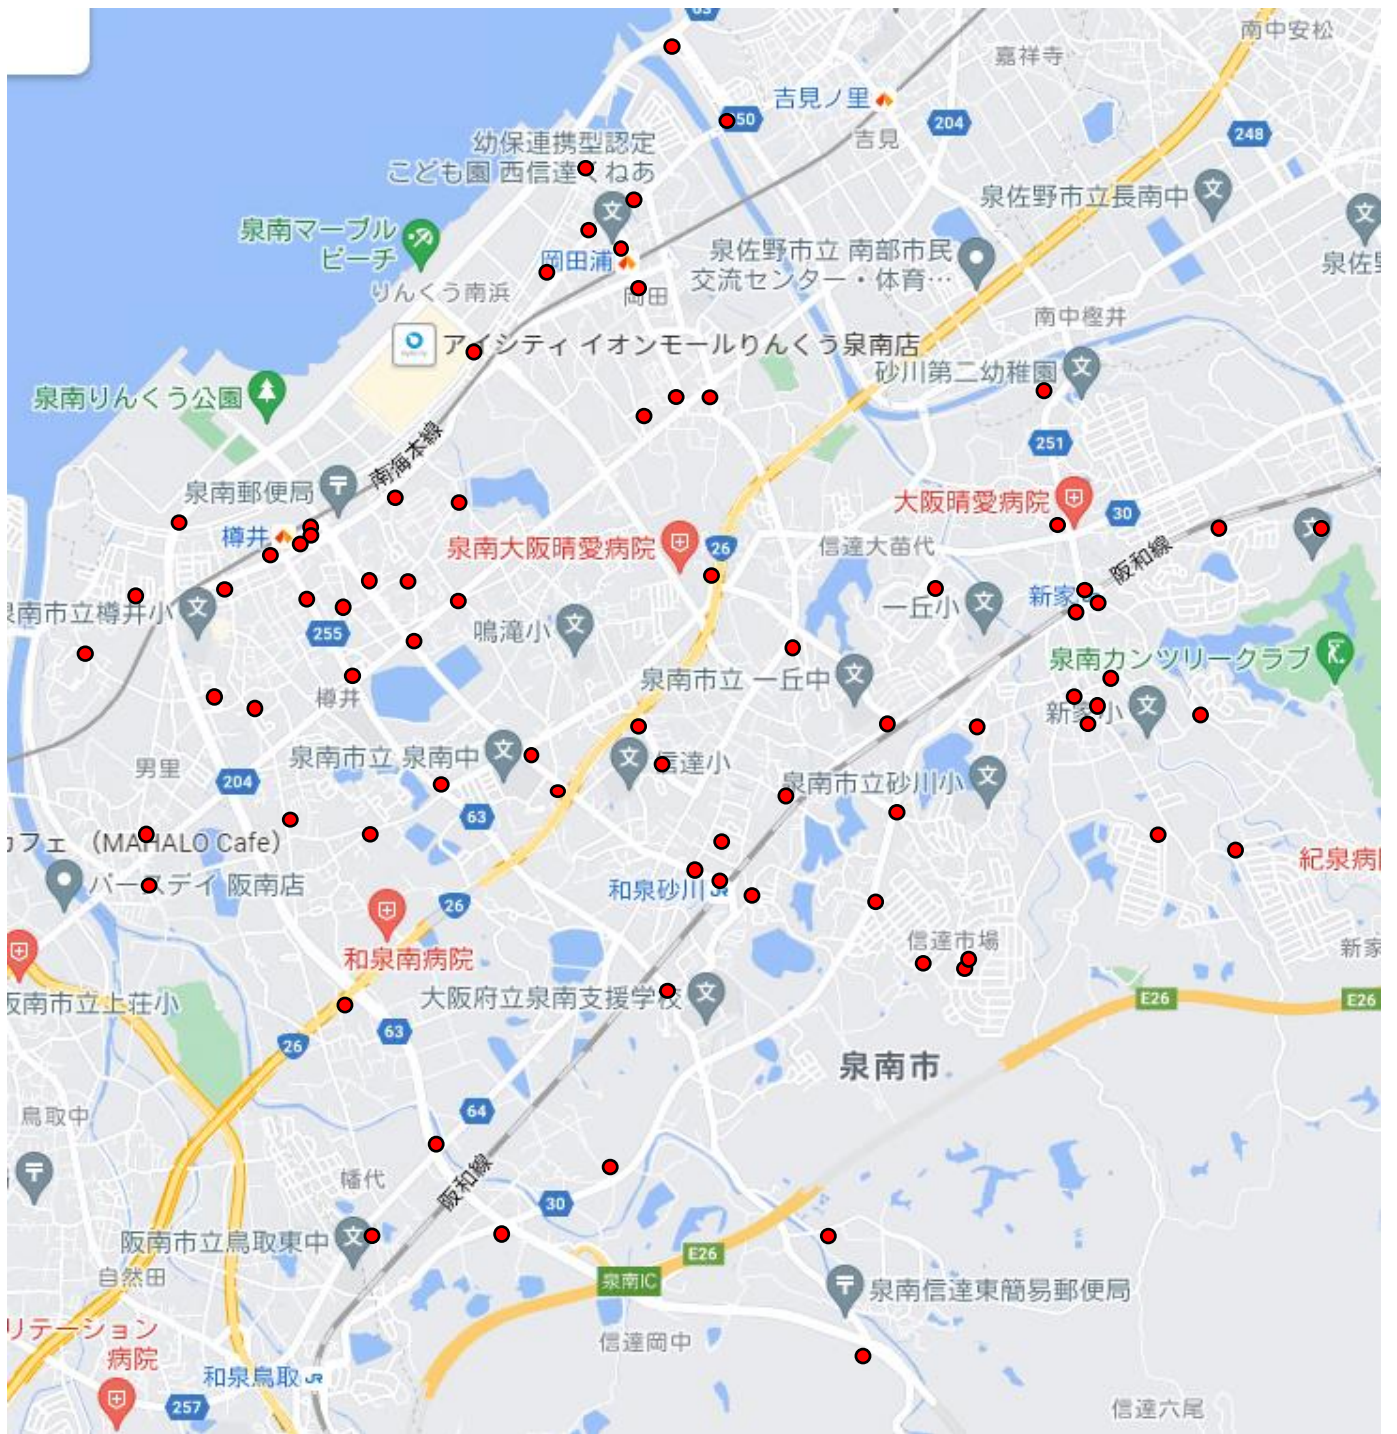 63
南中安松
嘉祥寺
吉見ノ里
50
204
吉見
248
幼保連携型認定
こども園 西信達くねあ
泉佐野市立長南中
泉南マーブル
ビーチ
岡田浦
泉佐野市立 南部市民
交流センター・体育…
りんくう南浜
岡田
南中樫井
アイシティ イオンモールりんくう泉南店
砂川第二幼稚園
泉南りんくう公園
南海本線
251
泉南郵便局
大阪晴愛病院
30
樽井
泉南大阪晴愛病院
26
信達大苗代
阪和線
泉南市立樽井小
一丘小
新家
255
鳴滝小
泉南カンツリークラブ
泉南市立 一丘中
樽井
新家小
男里
泉南市立 泉南中
信達小
204
泉南市立砂川小
63
カフェ (MAHALO Cafe)
紀泉病
バースデイ 阪南店
和泉砂川
JR
26
信達市場
新家
和泉南病院
大阪府立泉南支援学校
E26
E26
阪南市立上荘小
63
26
泉南市
鳥取中
64
幡代
阪和線
30
阪南市立鳥取東中
E26
自然田
泉南IC
泉南信達東簡易郵便局
リテーション
病院
信達岡中
和泉鳥取
JR
257
信達六尾